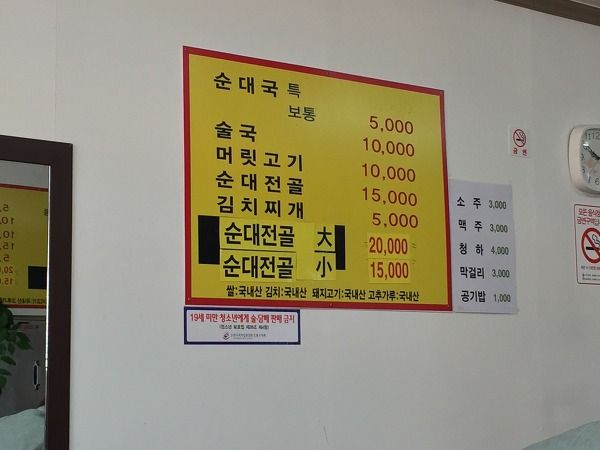 순대국 특
보통 5,000
술국 10,000
머릿고기 10,000
순대전골 15,000
김치찌개 5,000
순대전골 大 20,000
순대전골 小 15,000
쌀:국내산 김치:국내산 돼지고기:국내산 고추가루:국내산
19세 미만 청소년에게 술·담배 판매 금지
금연
소주 3,000
맥주 3,000
청하 4,000
막걸리 3,000
공기밥 1,000